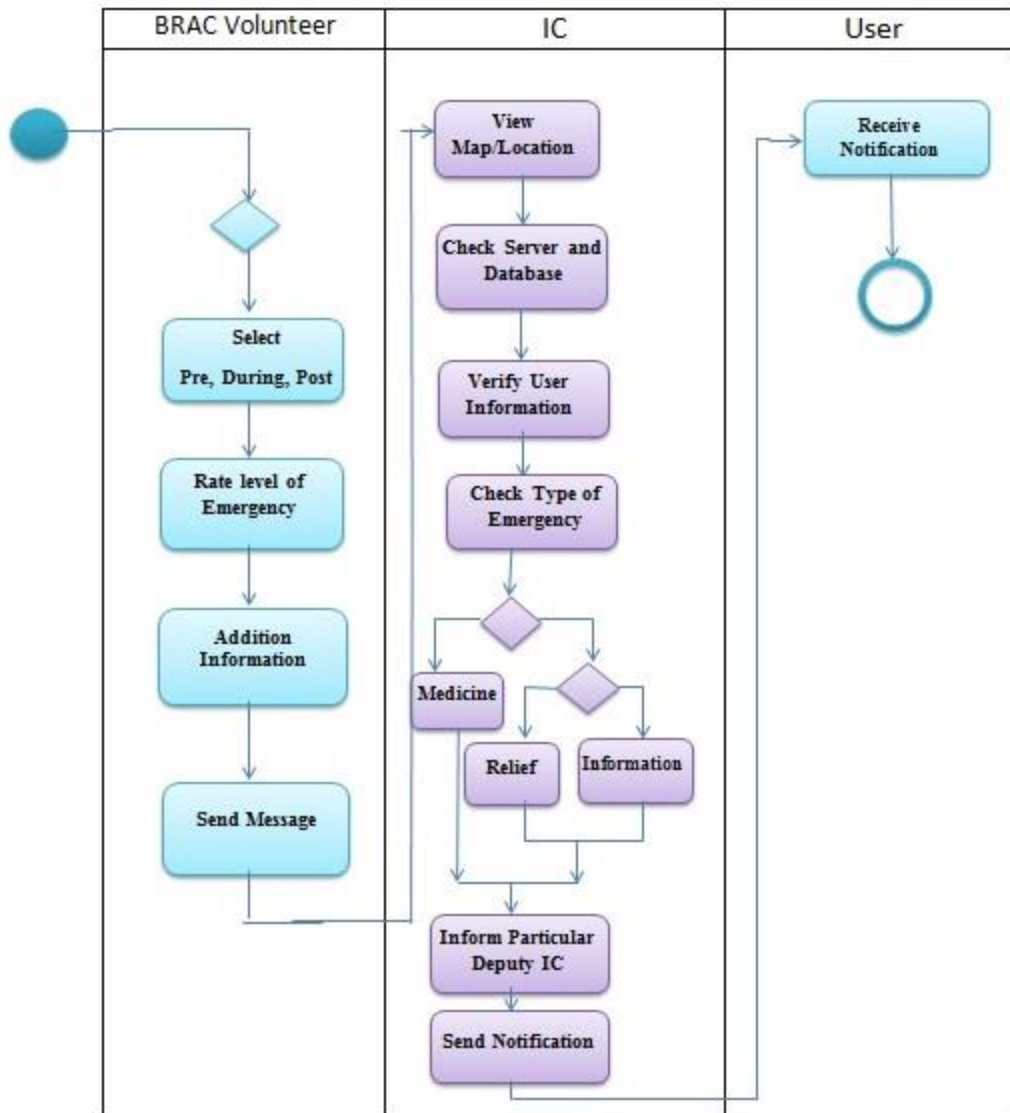 BRAC Volunteer
IC
User
Select
Pre, During, Post
Rate level of
Emergency
Addition
Information
Send Message
View
Map/Location
Check Server and
Database
Verify User
Information
Check Type of
Emergency
Medicine
Relief
Information
Inform Particular
Deputy IC
Send Notification
Receive
Notification